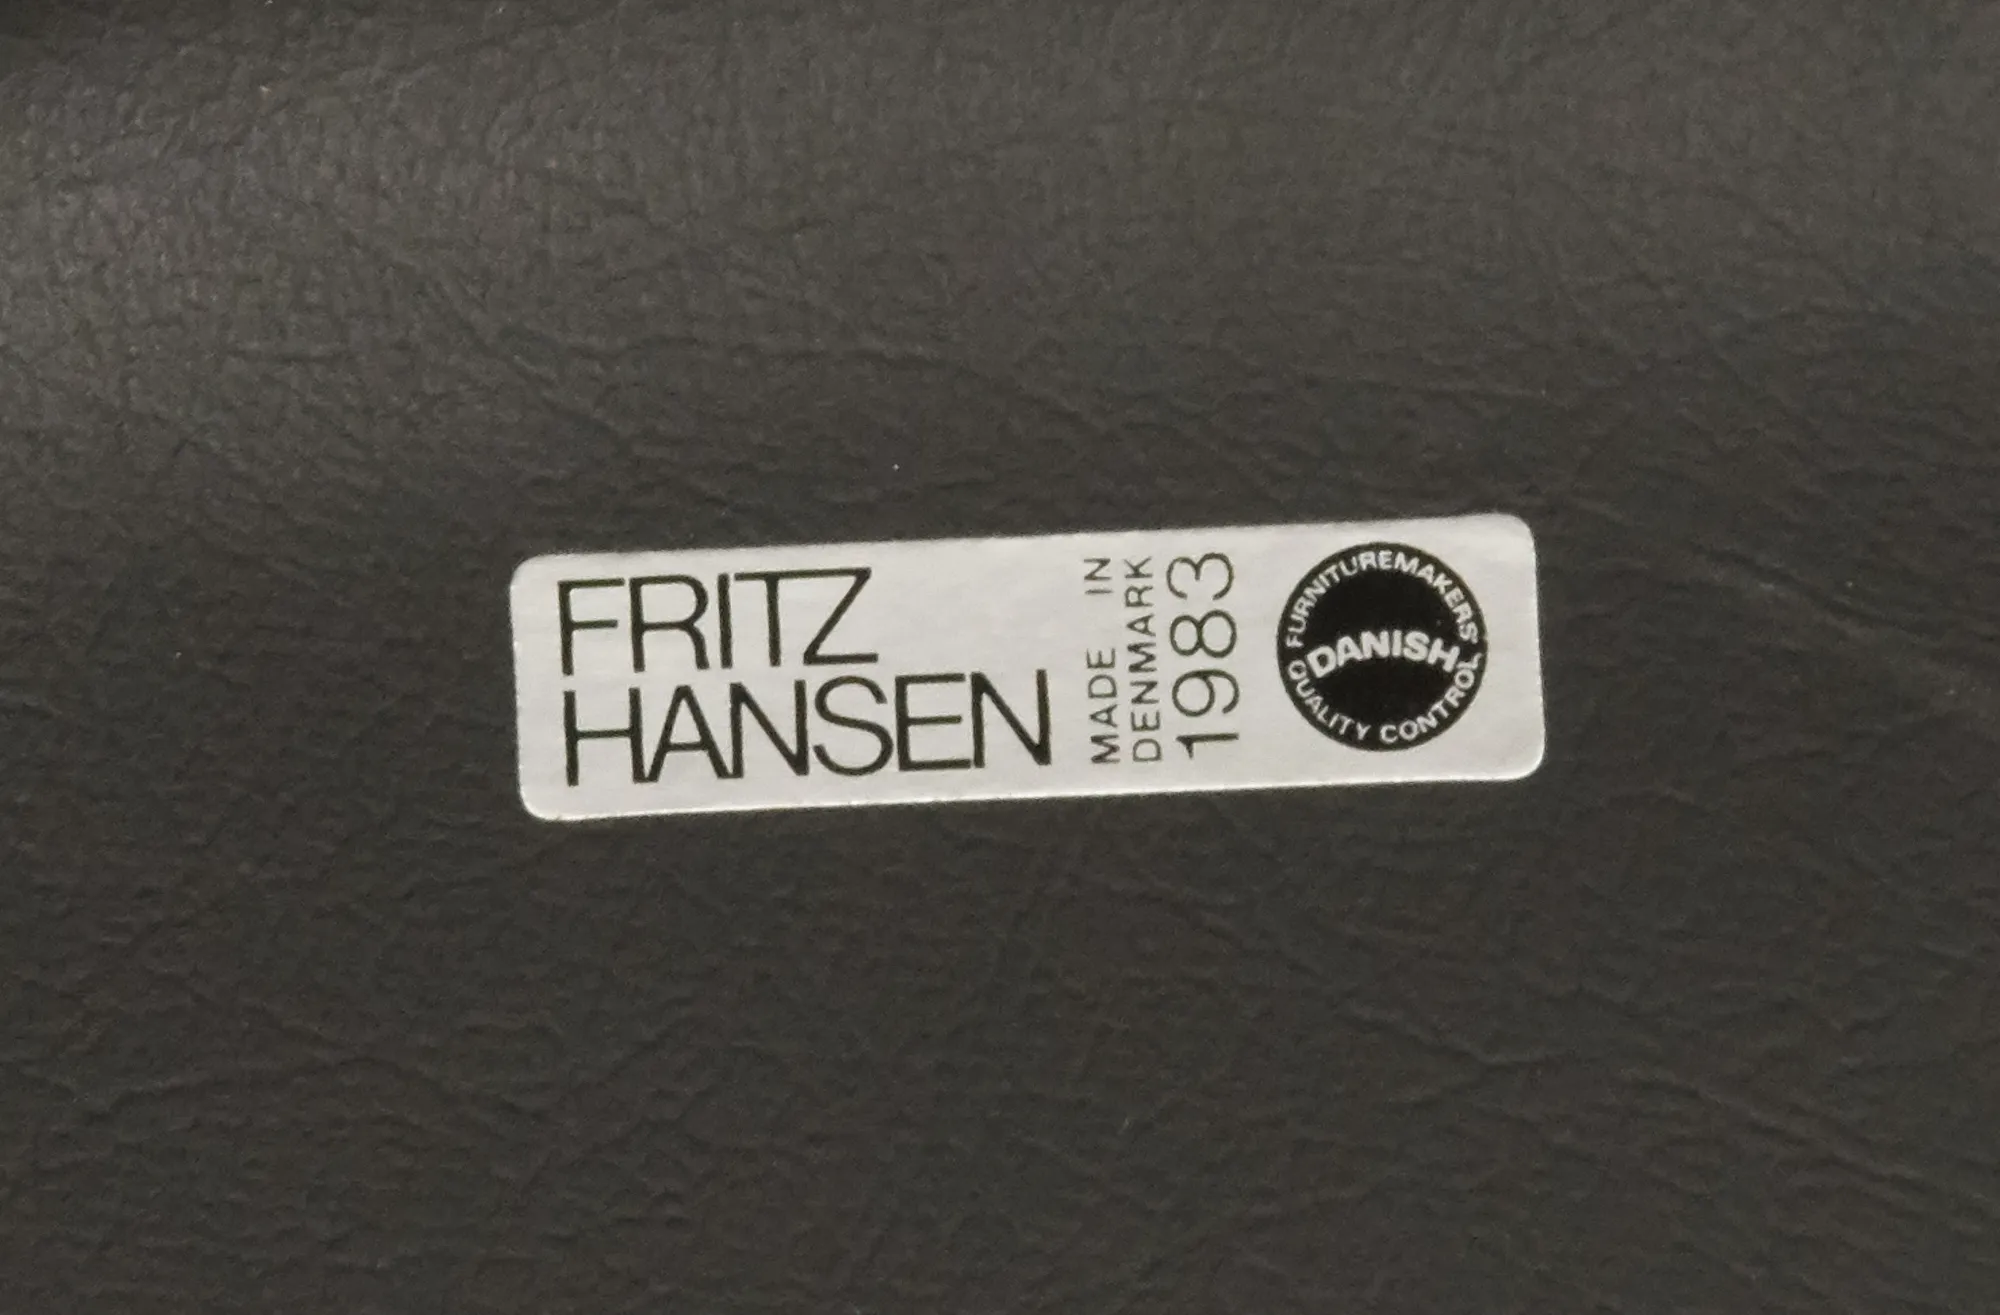 FRITZ
HANSEN
MADE IN
DENMARK
1983
FURNITUREMAKERS'
DANISH
QUALITY CONTROL